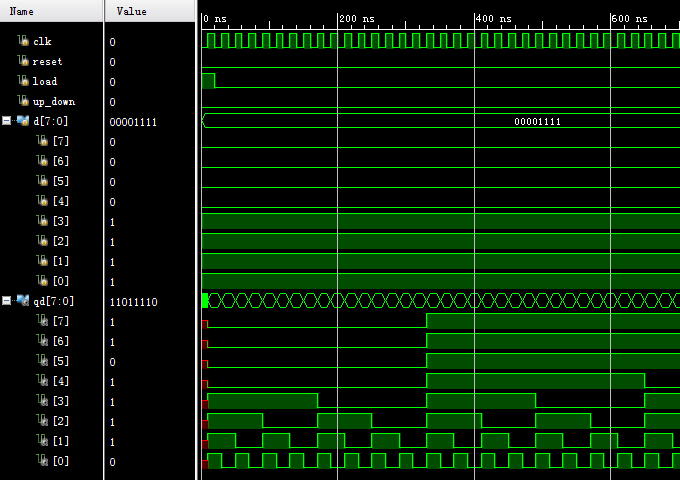 Name Value 0 ns 200 ns 400 ns 600 ns
clk 0
reset 0
load 0
up_down 0
d[7:0] 00001111 00001111
[7] 0
[6] 0
[5] 0
[4] 0
[3] 1
[2] 1
[1] 1
[0] 1
qd[7:0] 11011110
[7] 1
[6] 1
[5] 0
[4] 1
[3] 1
[2] 1
[1] 1
[0] 0